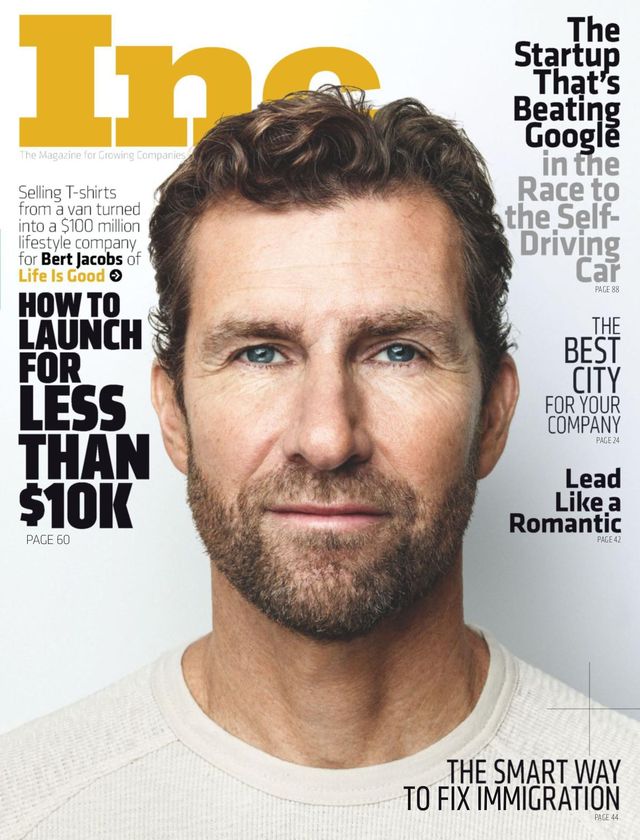 Inc.
The Magazine for Growing Companies
Selling T-shirts
from a van turned
into a $100 million
lifestyle company
for Bert Jacobs of
Life Is Good
HOW TO
LAUNCH
FOR
LESS
THAN
$10K
PAGE 60
The
Startup
That's
Beating
Google
in the
Race to
the Self-
Driving
Car
PAGE 88
THE
BEST
CITY
FOR YOUR
COMPANY
PAGE 24
Lead
Like a
Romantic
PAGE 42
THE SMART WAY
TO FIX IMMIGRATION
PAGE 44